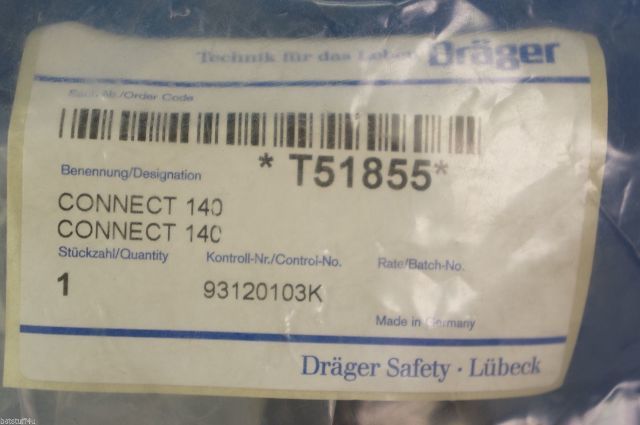 Technik für das Leben Dräger
Sach-Nr./Order Code
* T51855*
Benennung/Designation
CONNECT 140
CONNECT 140
Stückzahl/Quantity Kontroll-Nr./Control-No. Rate/Batch-No.
1 93120103K
Made in Germany
Dräger Safety · Lübeck
batstuff4u